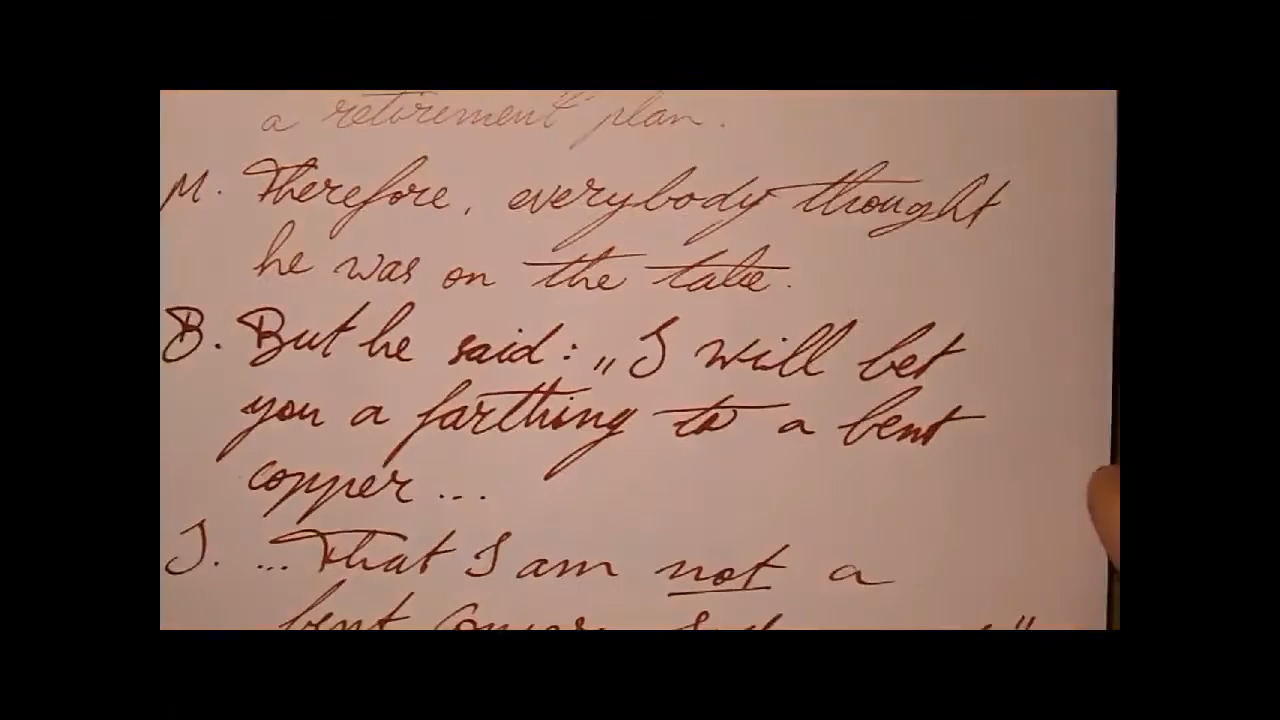 a retirement plan.
M. Therefore, everybody thought
he was on the take.
B. But he said: „I will bet
you a farthing to a bent
copper...
J. ...That I am not a
bent